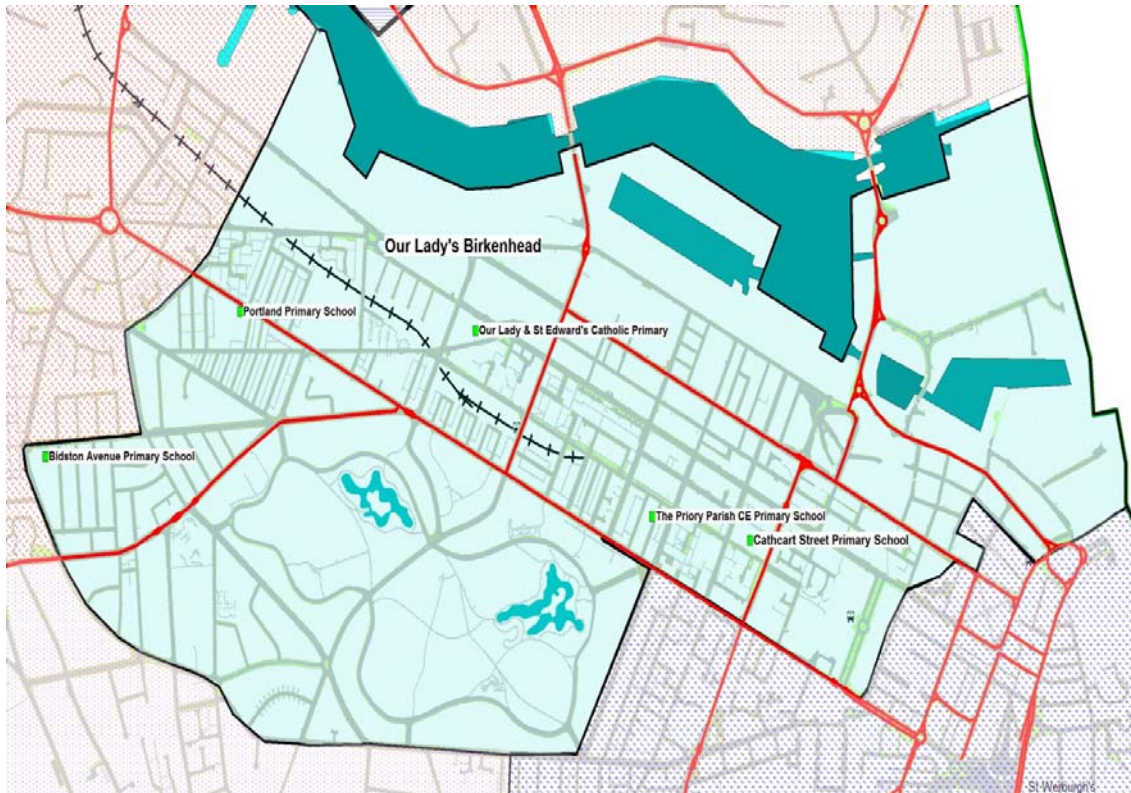 Our Lady's Birkenhead
Portland Primary School
Our Lady & St Edward's Catholic Primary
Bidston Avenue Primary School
The Priory Parish CE Primary School
Cathcart Street Primary School
St Werburgh's